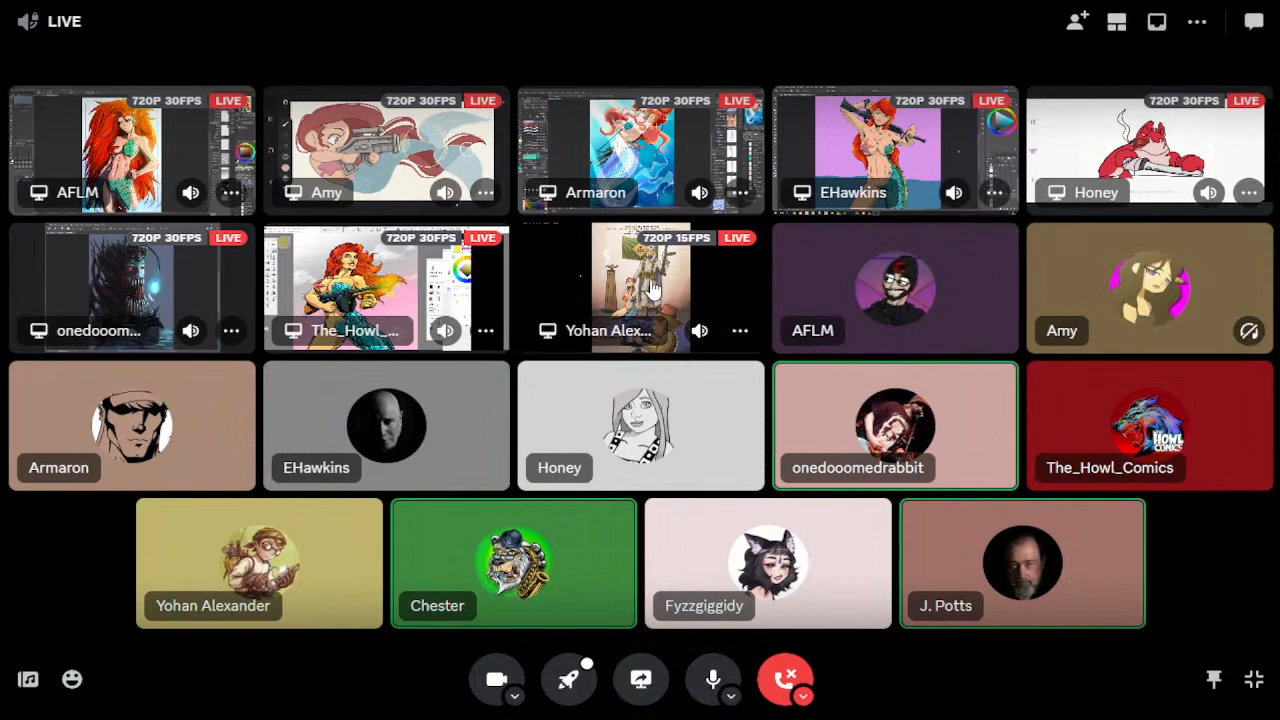 LIVE
720P 30FPS LIVE
AFLM
720P 30FPS LIVE
Amy
720P 30FPS LIVE
Armaron
720P 30FPS LIVE
EHawkins
720P 30FPS LIVE
Honey
720P 30FPS LIVE
onedooom...
720P 30FPS LIVE
The_Howl_...
720P 15FPS LIVE
Yohan Alex...
AFLM
Amy
Armaron
EHawkins
Honey
onedooomedrabbit
HOWL
COMICS
The_Howl_Comics
Yohan Alexander
Chester
Fyzzgiggidy
J. Potts